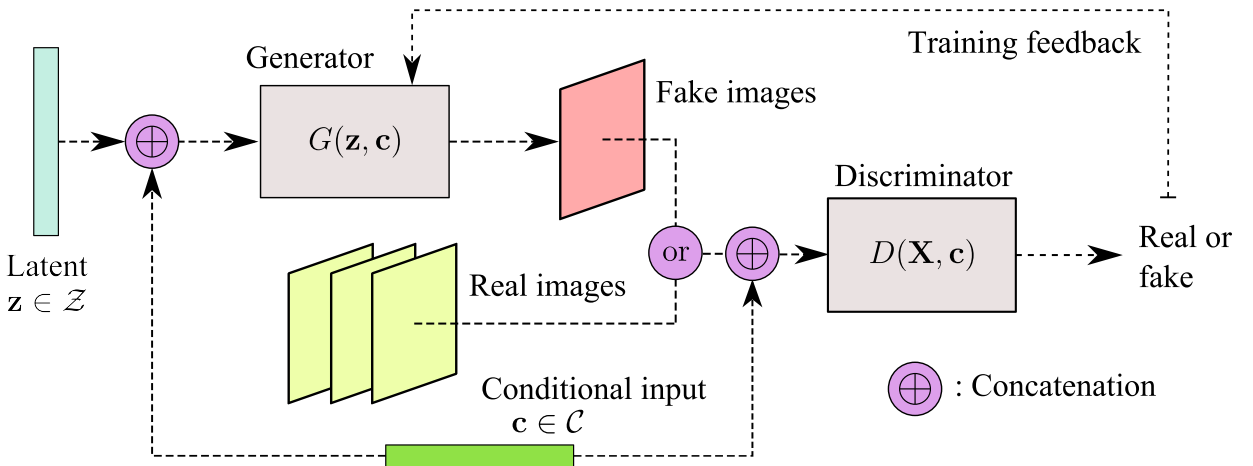 Training feedback
Generator
G(z, c)
Fake images
Discriminator
D(X, c)
Real or
fake
or
Latent
z ∈ 𝒵
Real images
Conditional input
c ∈ 𝒞
: Concatenation